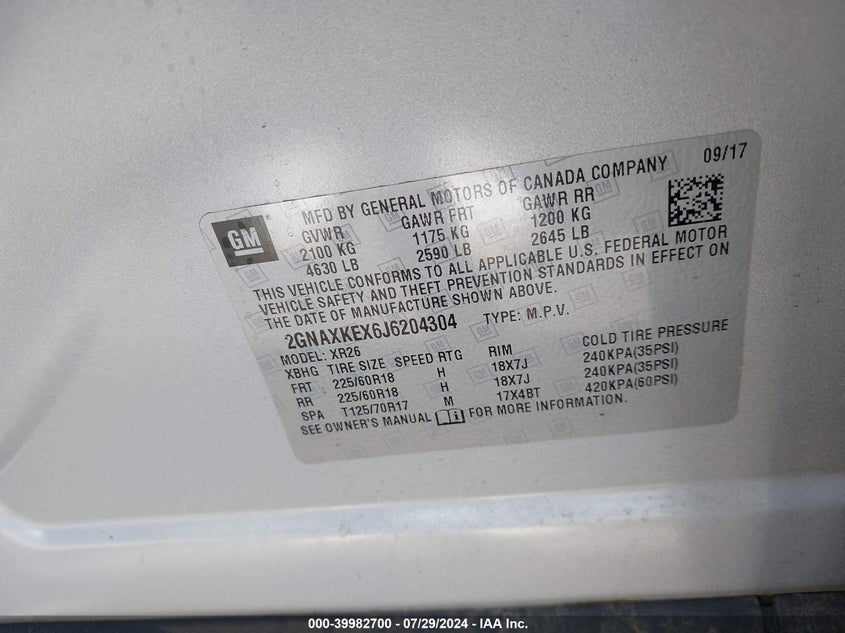 GM
MFD BY GENERAL MOTORS OF CANADA COMPANY 09/17
GVWR GAWR FRT GAWR RR
2100 KG 1175 KG 1200 KG
4630 LB 2590 LB 2645 LB
THIS VEHICLE CONFORMS TO ALL APPLICABLE U.S. FEDERAL MOTOR
VEHICLE SAFETY AND THEFT PREVENTION STANDARDS IN EFFECT ON
THE DATE OF MANUFACTURE SHOWN ABOVE.
2GNAXKEX6J6204304 TYPE: M.P.V.
MODEL: XR26
XBHG TIRE SIZE SPEED RTG RIM COLD TIRE PRESSURE
FRT 225/60R18 H 18X7J 240KPA(35PSI)
RR 225/60R18 H 18X7J 240KPA(35PSI)
SPA T125/70R17 M 17X4BT 420KPA(60PSI)
SEE OWNER'S MANUAL FOR MORE INFORMATION.
000-39982700 - 07/29/2024 - IAA Inc.